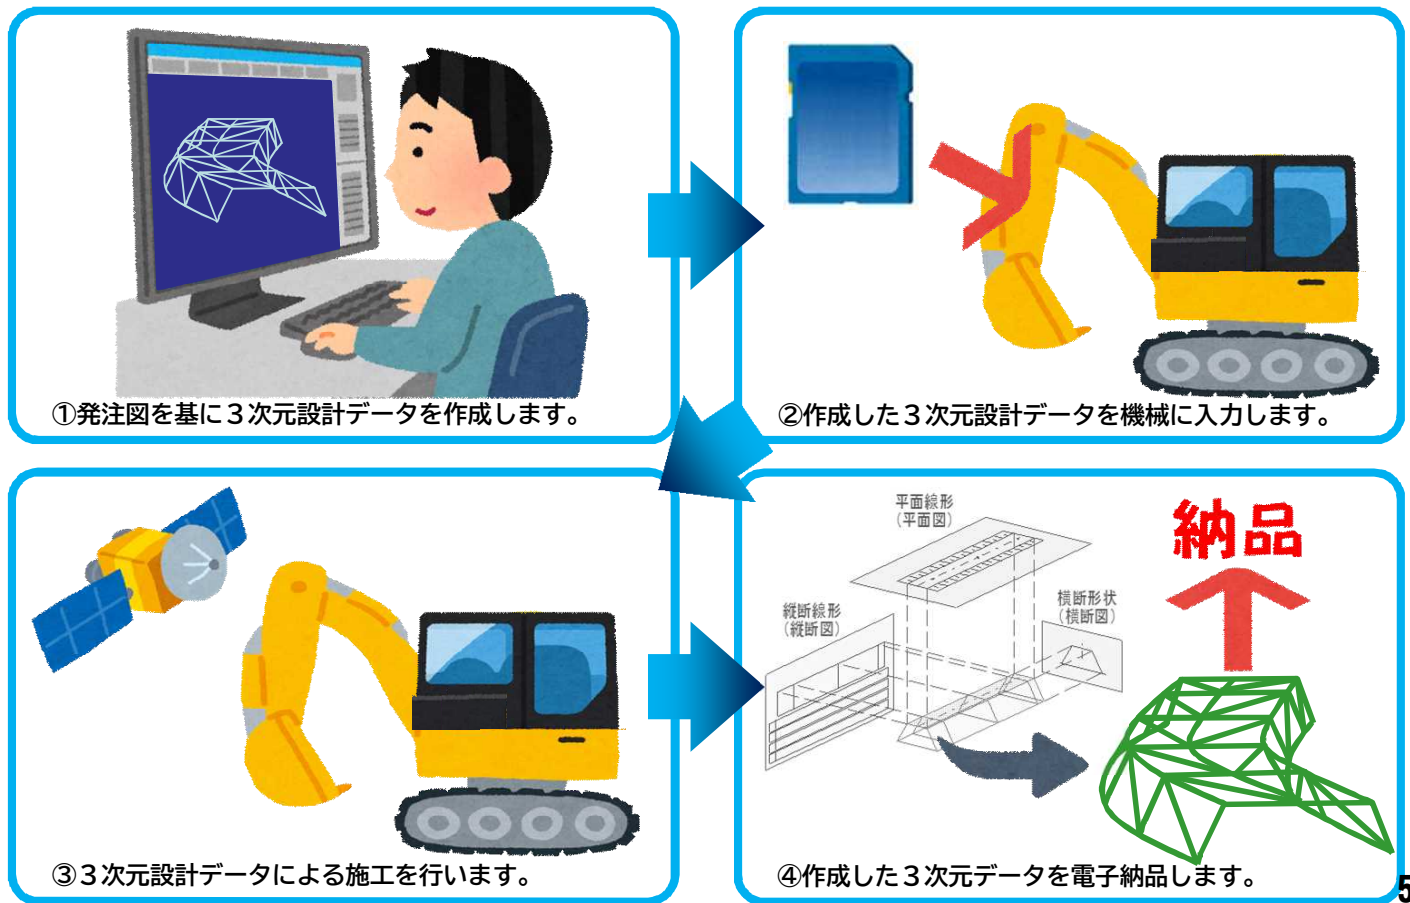 ①発注図を基に３次元設計データを作成します。
②作成した３次元設計データを機械に入力します。
③３次元設計データによる施工を行います。
平面線形
(平面図)
縦断線形
(縦断図)
横断形状
(横断図)
納品
④作成した３次元データを電子納品します。
5